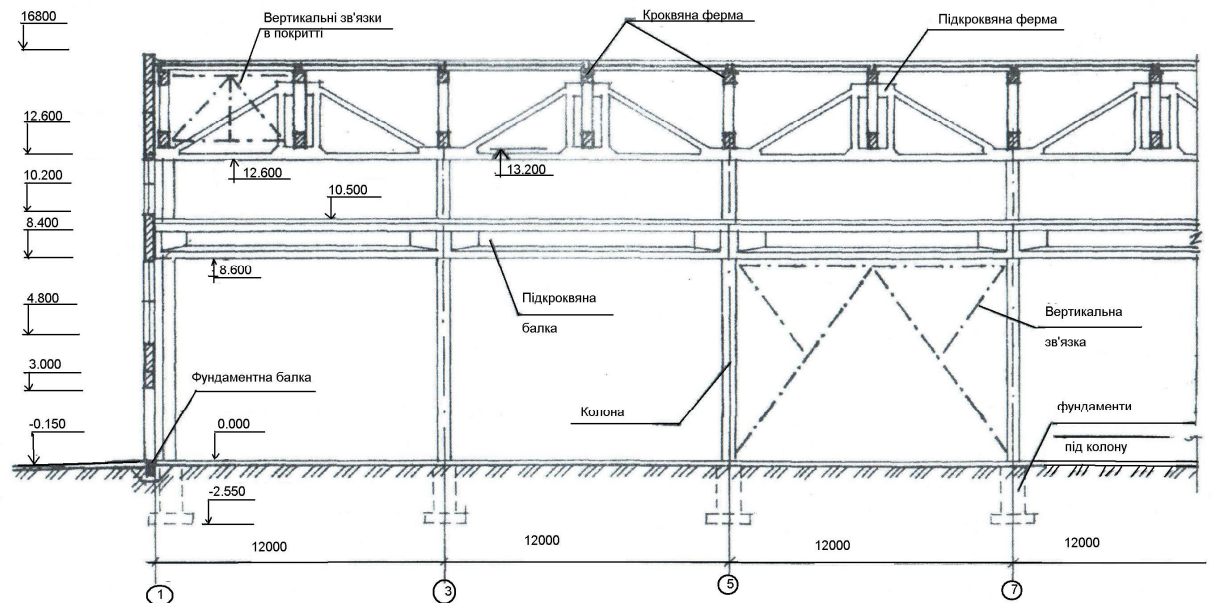 16800
Вертикальні зв'язки
в покритті
Кроквяна ферма
Підкроквяна ферма
12.600
12.600
13.200
10.200
10.500
8.400
8.600
4.800
Підкроквяна
балка
Вертикальна
зв'язка
3.000
Фундаментна балка
Колона
фундаменти
під колону
-0.150
0.000
-2.550
12000
12000
12000
12000
1
3
5
7